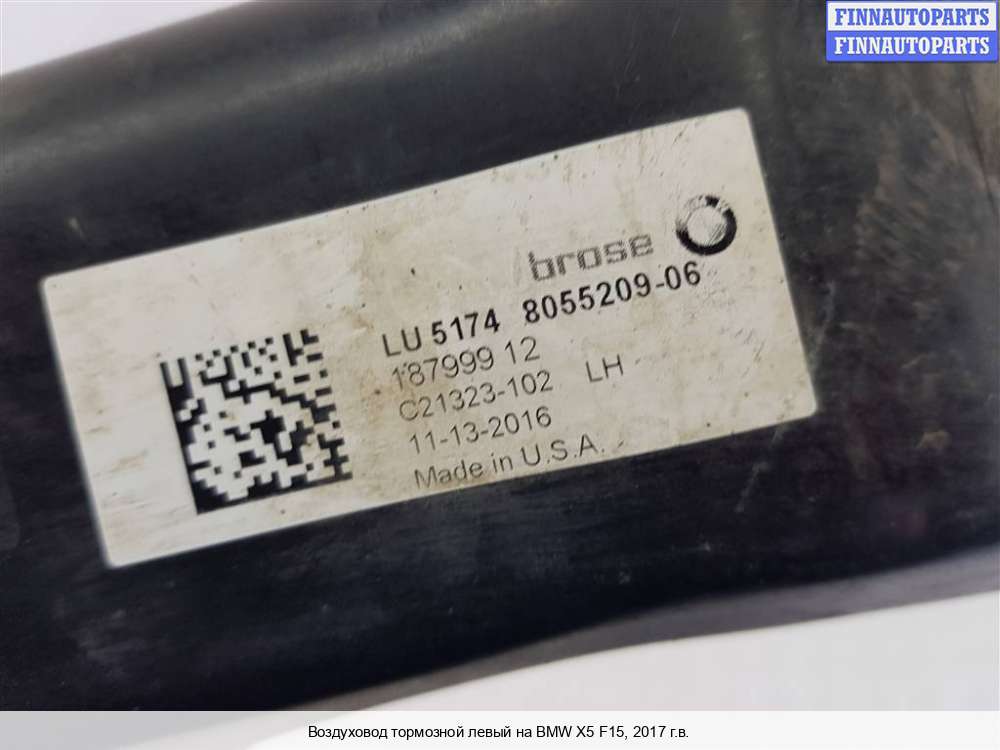 FINNAUTOPARTS
FINNAUTOPARTS
brose
LU 5174 8055209-06
187999 12
C21323-102 LH
11-13-2016
Made in U.S.A.
Воздуховод тормозной левый на BMW X5 F15, 2017 г.в.